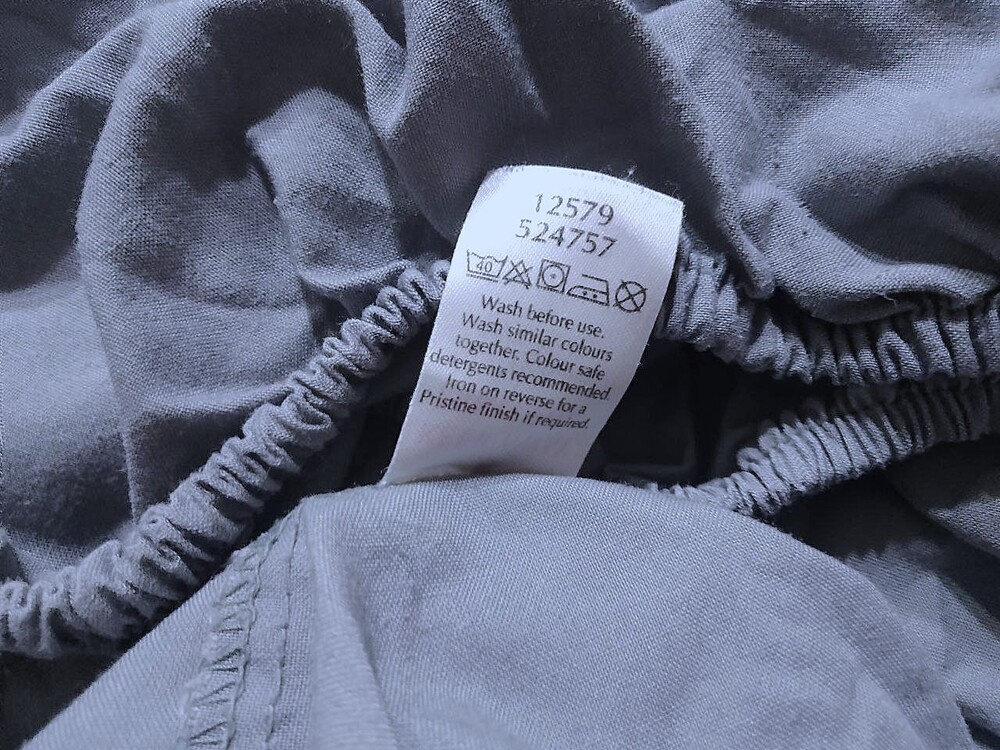 12579
524757
40
Wash before use.
Wash similar colours
together. Colour safe
detergents recommended.
Iron on reverse for a
Pristine finish if required.